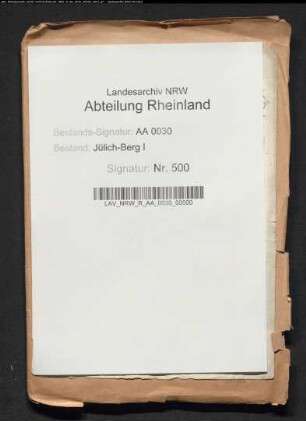 Landesarchiv NRW
Abteilung Rheinland
Bestands-Signatur: AA 0030
Bestand: Jülich-Berg I
Signatur: Nr. 500
LAV_NRW_R_AA_0030_00500